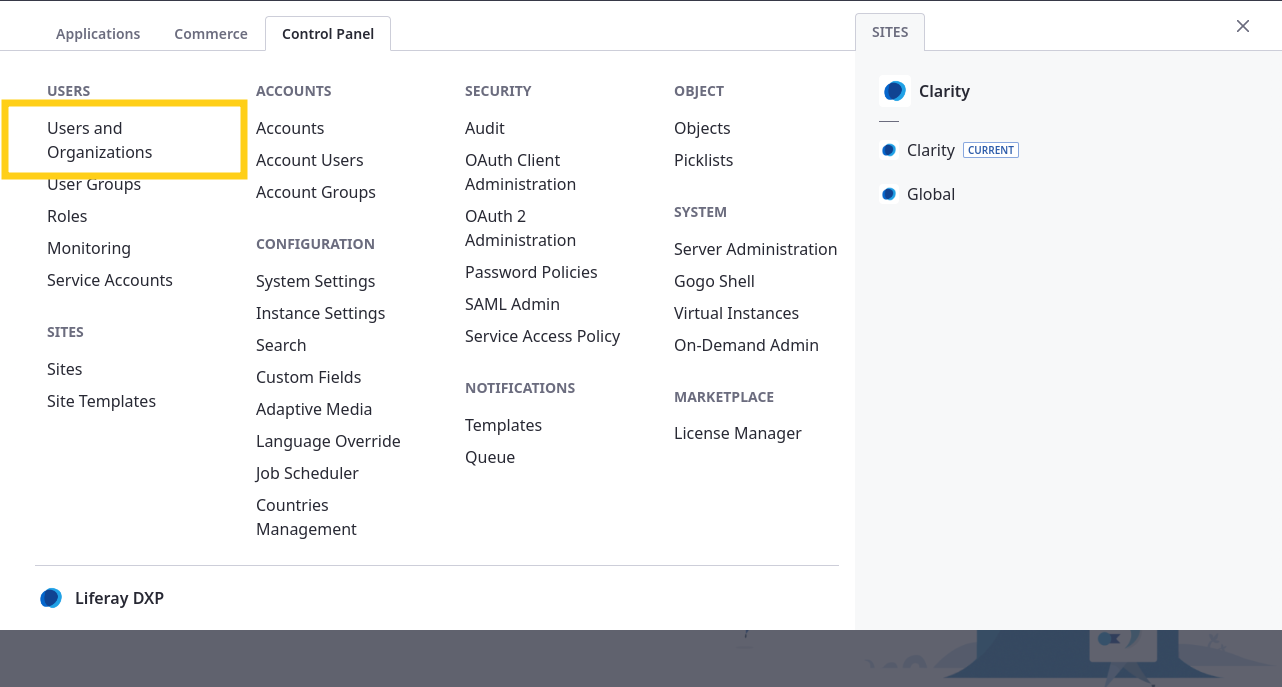 Applications
Commerce
Control Panel
SITES
USERS
Users and
Organizations
User Groups
Roles
Monitoring
Service Accounts
SITES
Sites
Site Templates
ACCOUNTS
Accounts
Account Users
Account Groups
CONFIGURATION
System Settings
Instance Settings
Search
Custom Fields
Adaptive Media
Language Override
Job Scheduler
Countries
Management
SECURITY
Audit
OAuth Client
Administration
OAuth 2
Administration
Password Policies
SAML Admin
Service Access Policy
NOTIFICATIONS
Templates
Queue
OBJECT
Objects
Picklists
SYSTEM
Server Administration
Gogo Shell
Virtual Instances
On-Demand Admin
MARKETPLACE
License Manager
Clarity
Clarity CURRENT
Global
Liferay DXP